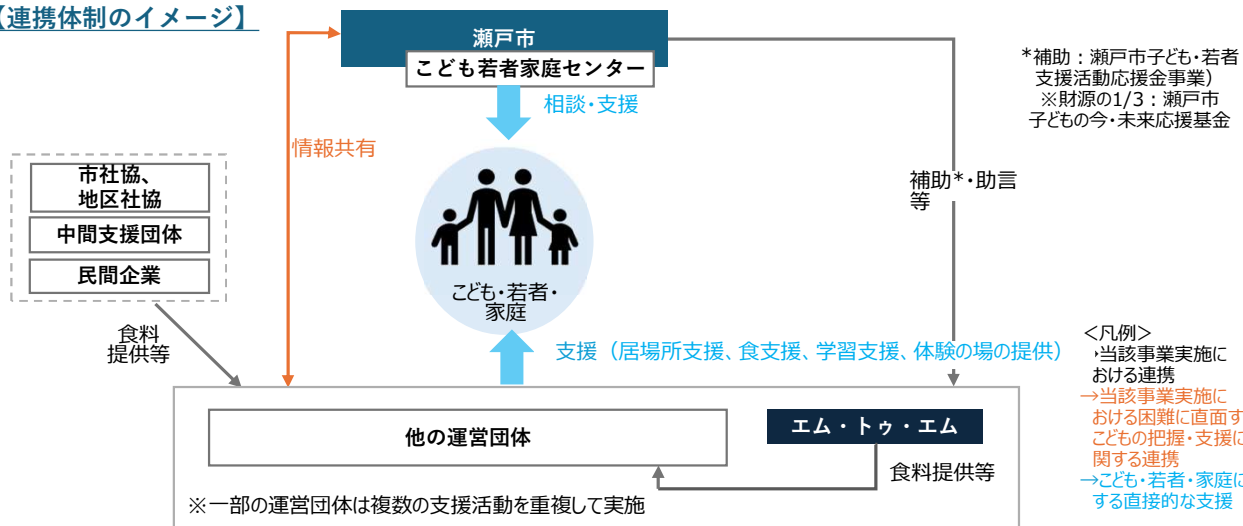 【連携体制のイメージ】
瀬戸市
こども若者家庭センター
相談・支援
*補助：瀬戸市子ども・若者
支援活動応援金事業）
※財源の1/3：瀬戸市
子どもの今・未来応援基金
情報共有
市社協、
地区社協
中間支援団体
民間企業
補助*・助言
等
こども・若者・
家庭
食料
提供等
支援（居場所支援、食支援、学習支援、体験の場の提供）
＜凡例＞
→当該事業実施に
おける連携
→当該事業実施に
おける困難に直面す
こどもの把握・支援に
関する連携
→こども・若者・家庭に
する直接的な支援
他の運営団体
エム・トゥ・エム
食料提供等
※一部の運営団体は複数の支援活動を重複して実施